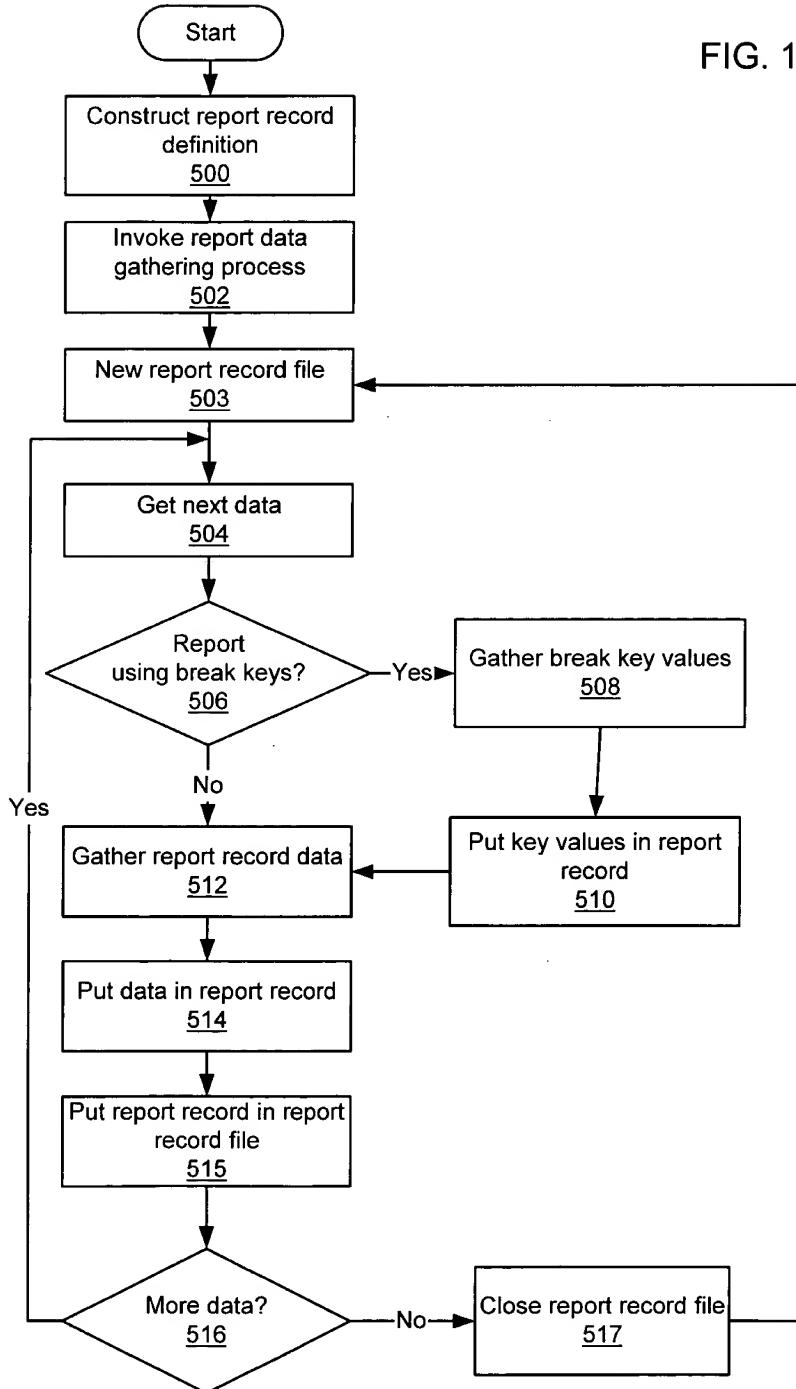 Start
FIG. 1
Construct report record
definition
500
Invoke report data
gathering process
502
New report record file
503
Get next data
504
Report
using break keys?
506
Yes
Gather break key values
508
No
Yes
Gather report record data
512
Put key values in report
record
510
Put data in report record
514
Put report record in report
record file
515
More data?
516
No
Close report record file
517